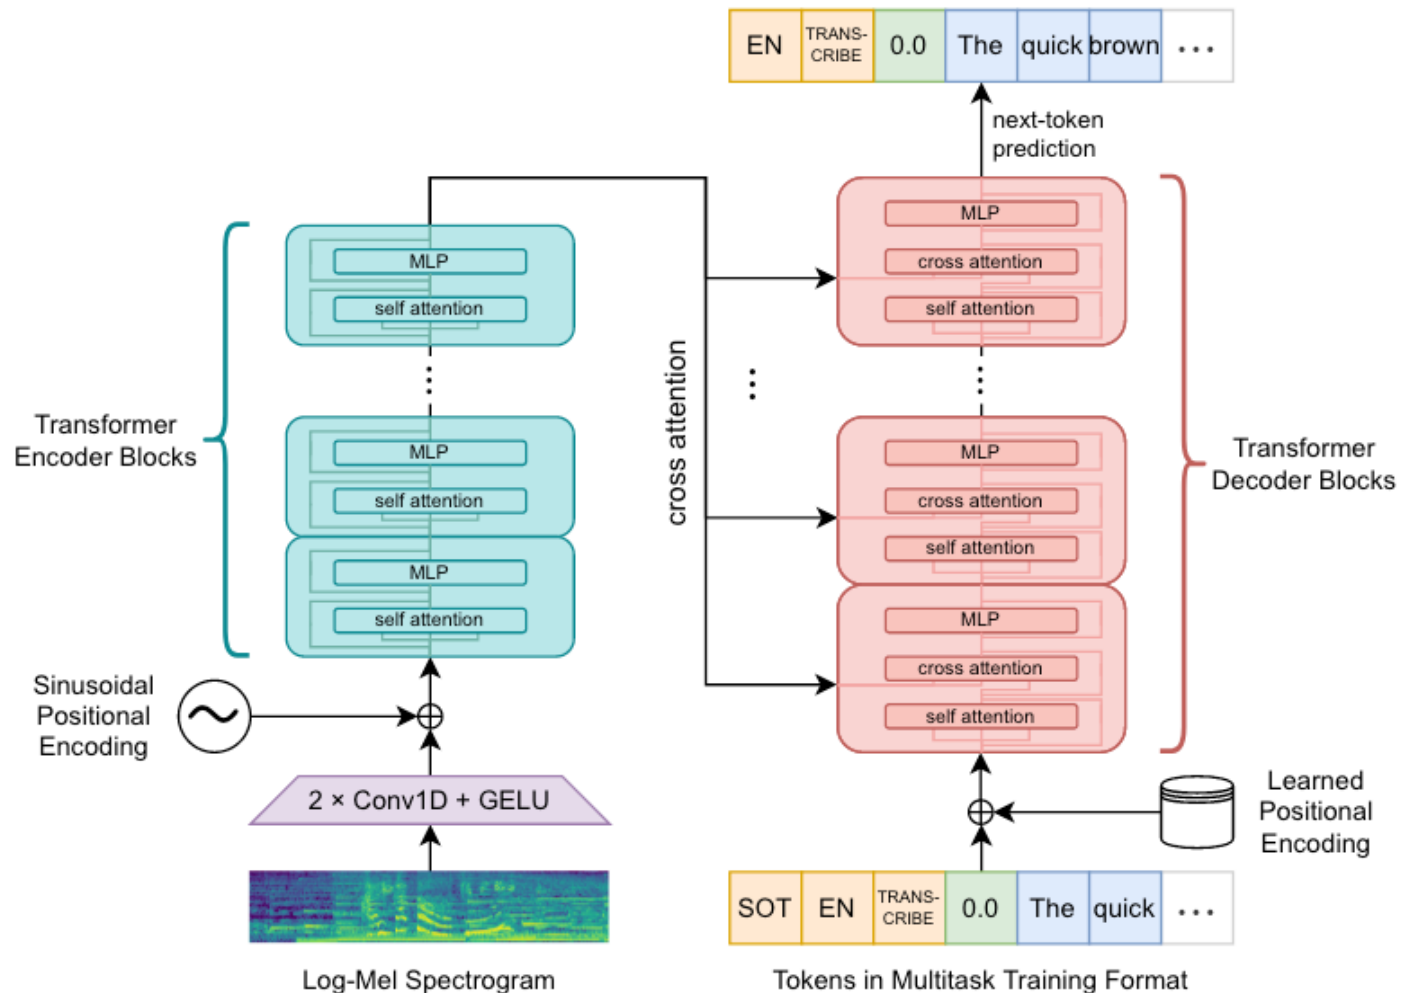 EN TRANS- 0.0 The quick brown ...
CRIBE
next-token
prediction
MLP
self attention
MLP
self attention
MLP
self attention
Transformer
Encoder Blocks
Sinusoidal
Positional
Encoding
2 × Conv1D + GELU
Log-Mel Spectrogram
cross attention
MLP
cross attention
self attention
MLP
cross attention
self attention
MLP
cross attention
self attention
Transformer
Decoder Blocks
Learned
Positional
Encoding
SOT EN TRANS- 0.0 The quick ...
CRIBE
Tokens in Multitask Training Format